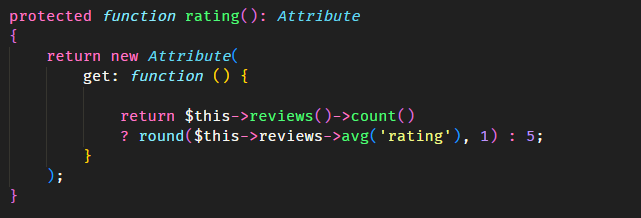 protected function rating(): Attribute
{
    return new Attribute(
        get: function () {

            return $this->reviews()->count()
            ? round($this->reviews->avg('rating'), 1) : 5;
        }
    );
}